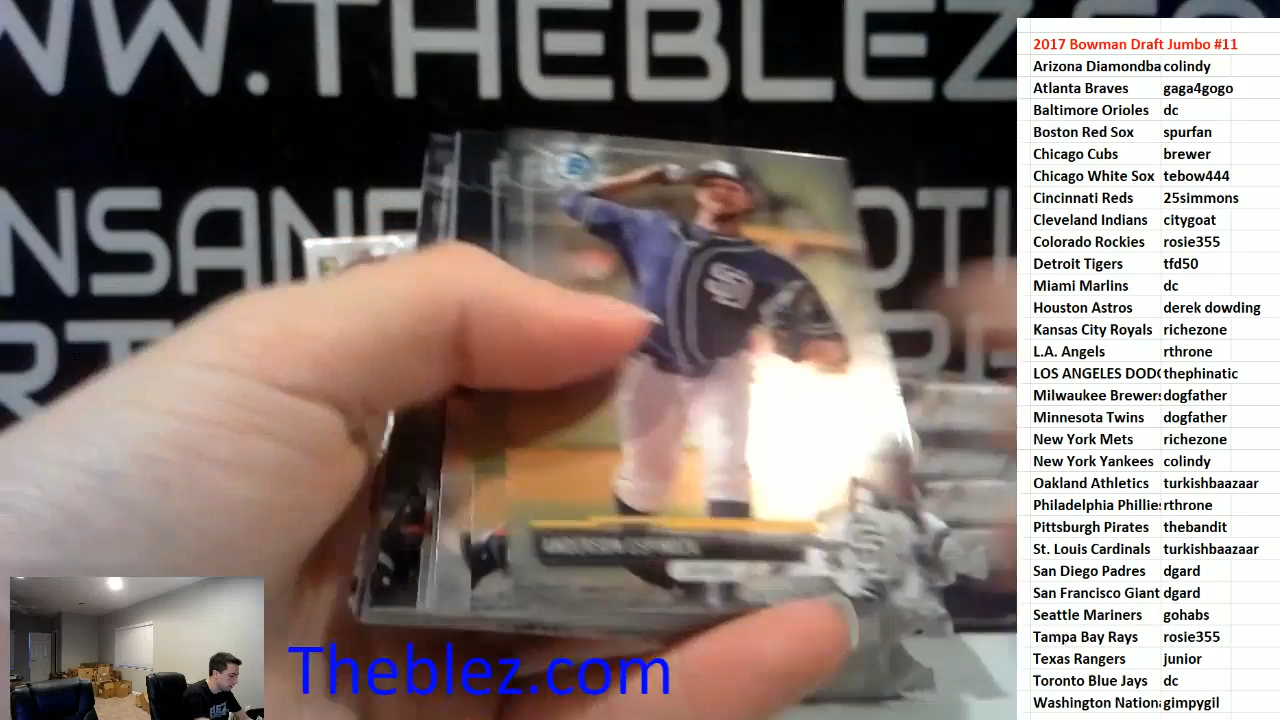 WW.THEBLEZ.CO
NSANE
2017 Bowman Draft Jumbo #11
Arizona Diamondba colindy
Atlanta Braves gaga4gogo
Baltimore Orioles dc
Boston Red Sox spurfan
Chicago Cubs brewer
Chicago White Sox tebow444
Cincinnati Reds 25simmons
Cleveland Indians citygoat
Colorado Rockies rosie355
Detroit Tigers tfd50
Miami Marlins dc
Houston Astros derek dowding
Kansas City Royals richezone
L.A. Angels rthrone
LOS ANGELES DODG thephinatic
Milwaukee Brewers dogfather
Minnesota Twins dogfather
New York Mets richezone
New York Yankees colindy
Oakland Athletics turkishbaazaar
Philadelphia Phillies rthrone
Pittsburgh Pirates thebandit
St. Louis Cardinals turkishbaazaar
San Diego Padres dgard
San Francisco Giant dgard
Seattle Mariners gohabs
Tampa Bay Rays rosie355
Texas Rangers junior
Toronto Blue Jays dc
Washington Nation gimpygil
SD
Theblez.com